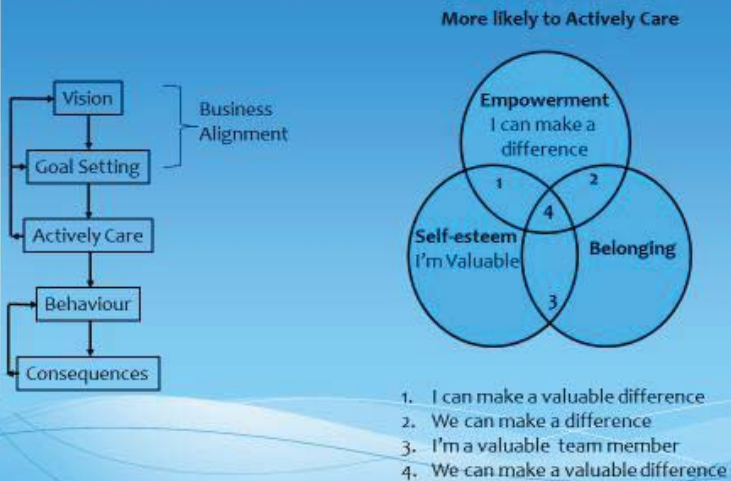 More likely to Actively Care
Vision
Business
Alignment
Goal Setting
Actively Care
Behaviour
Consequences
Empowerment
I can make a
difference
1
2
4
Self-esteem
I'm Valuable
Belonging
3
1. I can make a valuable difference
2. We can make a difference
3. I'm a valuable team member
4. We can make a valuable difference